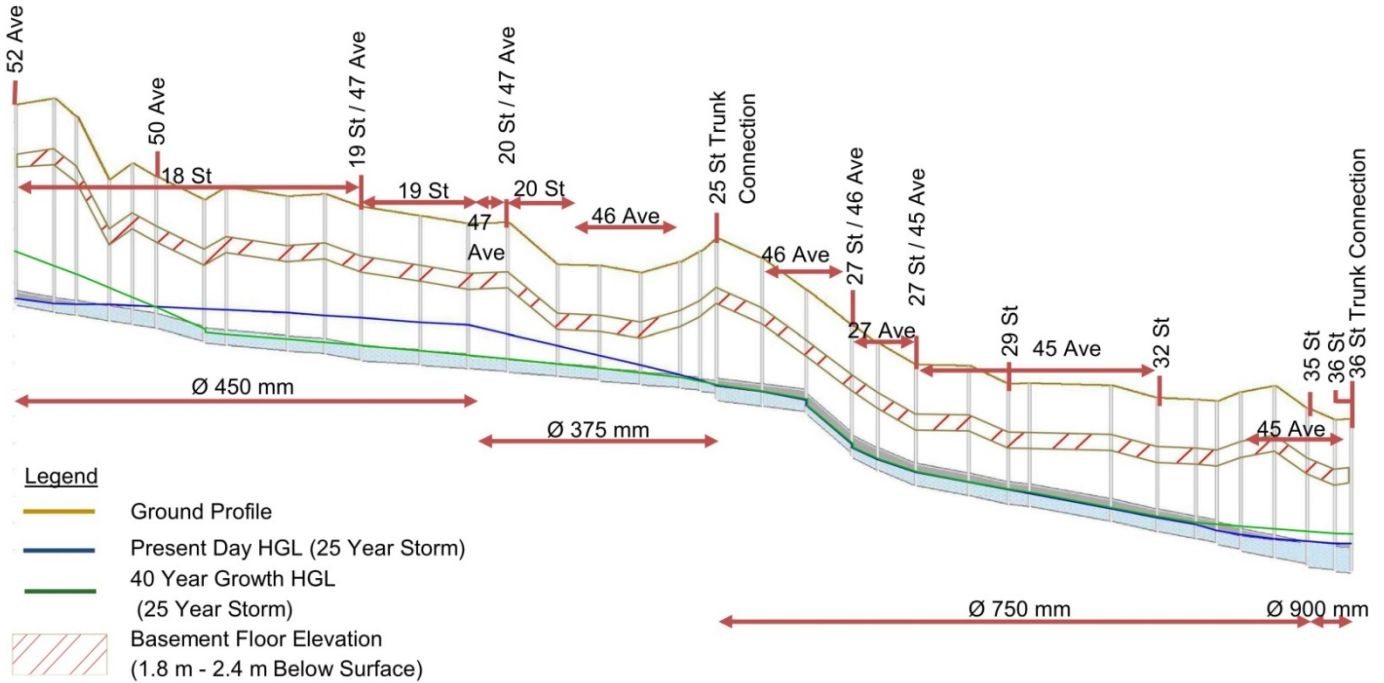 52 Ave
50 Ave
19 St / 47 Ave
20 St / 47 Ave
25 St Trunk
Connection
27 St / 46 Ave
27 St / 45 Ave
29 St
32 St
35 St
36 St
36 St Trunk Connection
18 St
19 St
47
Ave
20 St
46 Ave
46 Ave
27 Ave
45 Ave
45 Ave
Ø 450 mm
Ø 375 mm
Ø 750 mm
Ø 900 mm
Legend
Ground Profile
Present Day HGL (25 Year Storm)
40 Year Growth HGL
(25 Year Storm)
Basement Floor Elevation
(1.8 m - 2.4 m Below Surface)